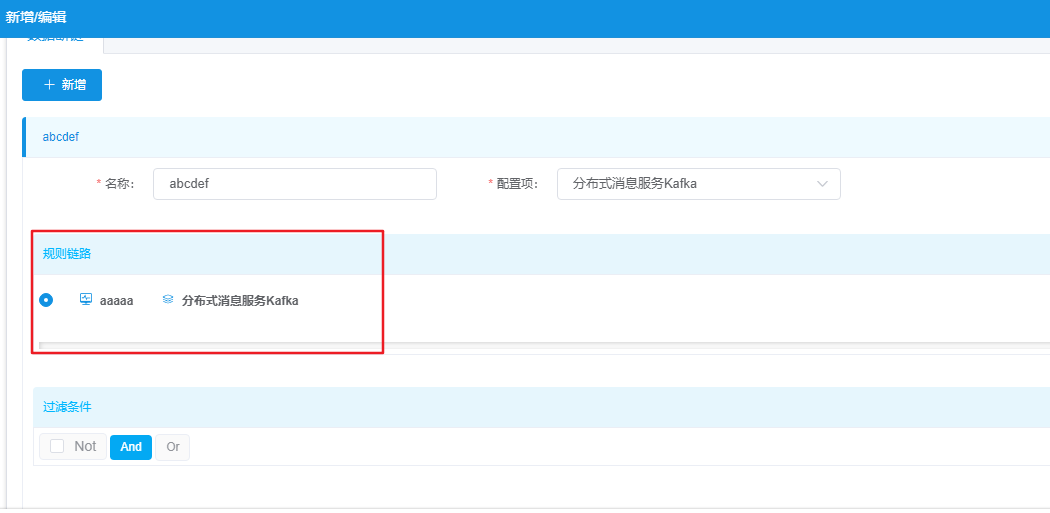 新增/编辑
新增
abcdef
* 名称： abcdef * 配置项： 分布式消息服务Kafka
规则链路
aaaaa 分布式消息服务Kafka
过滤条件
Not And Or